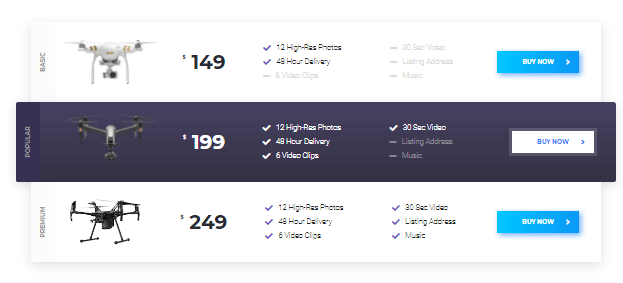 BASIC
$ 149
12 High-Res Photos
48 Hour Delivery
6 Video Clips
30 Sec Video
Listing Address
Music
BUY NOW
POPULAR
$ 199
12 High-Res Photos
48 Hour Delivery
6 Video Clips
30 Sec Video
Listing Address
Music
BUY NOW
PREMIUM
$ 249
12 High-Res Photos
48 Hour Delivery
6 Video Clips
30 Sec Video
Listing Address
Music
BUY NOW